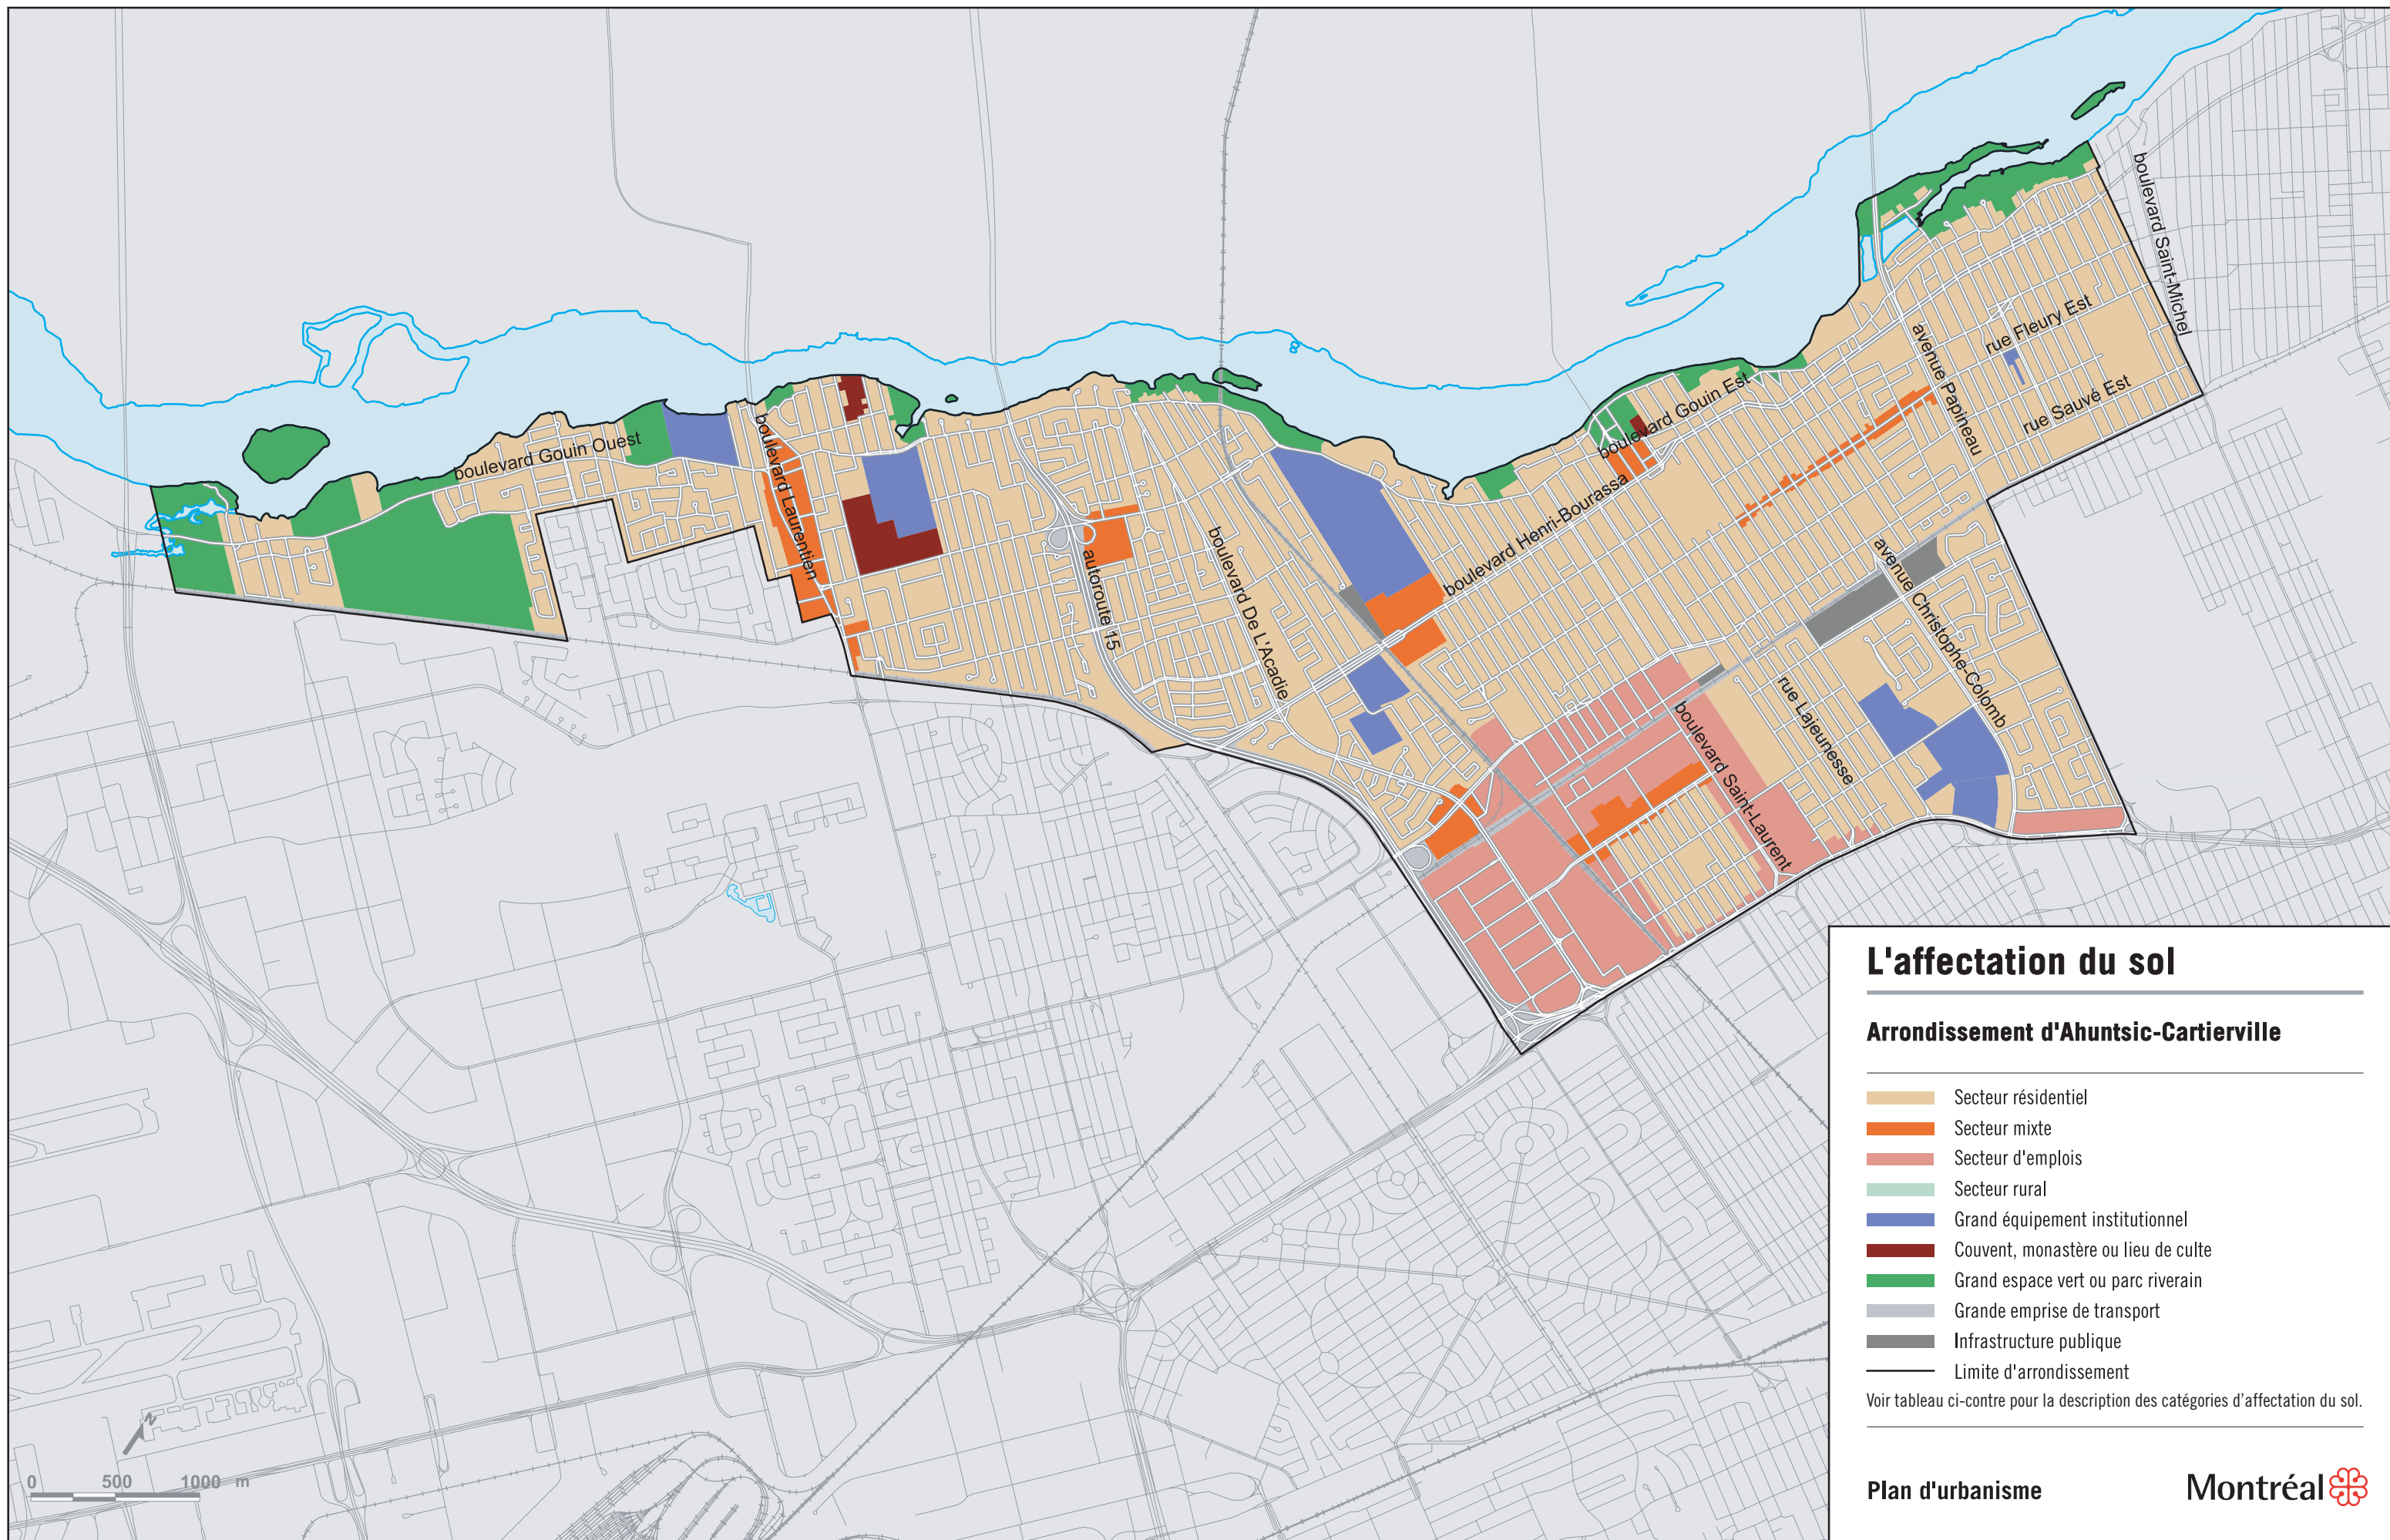 boulevard Saint-Michel
rue Fleury Est
avenue Papineau
rue Sauvé Est
boulevard Gouin Est
boulevard Gouin Ouest
boulevard Laurentien
boulevard Henri-Bourassa
autoroute 15
boulevard De L'Acadie
avenue Christophe-Colomb
rue Lajeunesse
boulevard Saint-Laurent
L'affectation du sol
Arrondissement d'Ahuntsic-Cartierville
Secteur résidentiel
Secteur mixte
Secteur d'emplois
Secteur rural
Grand équipement institutionnel
Couvent, monastère ou lieu de culte
Grand espace vert ou parc riverain
Grande emprise de transport
Infrastructure publique
Limite d'arrondissement
Voir tableau ci-contre pour la description des catégories d'affectation du sol.
N
0 500 1000 m
Plan d'urbanisme
Montréal